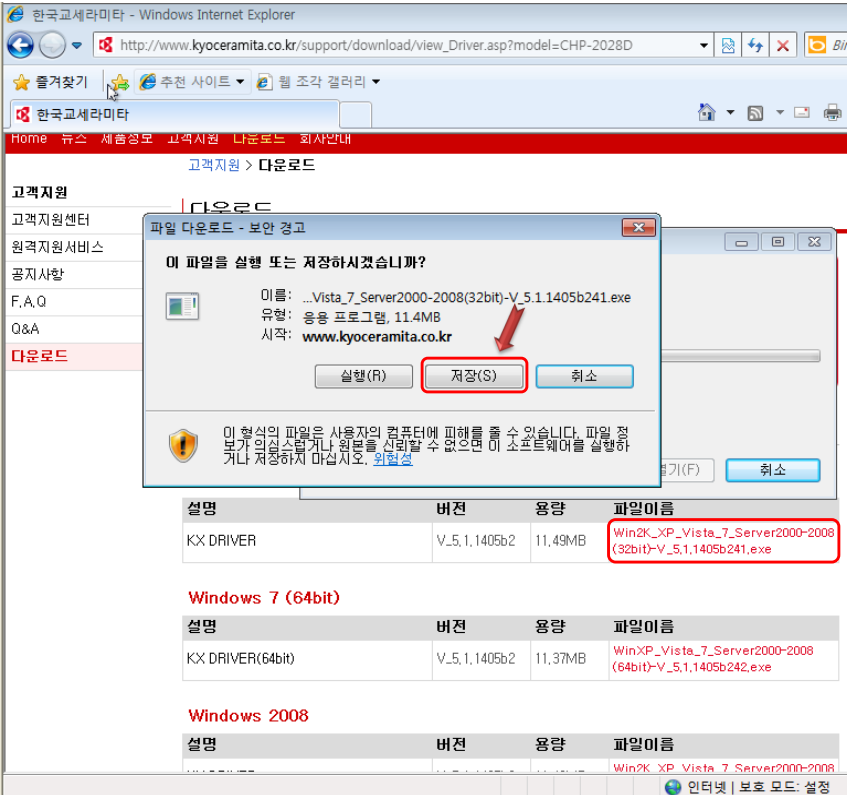 한국교세라미타 - Windows Internet Explorer
http://www.kyoceramita.co.kr/support/download/view_Driver.asp?model=CHP-2028D
Bin
즐겨찾기
추천 사이트 ▼
웹 조각 갤러리 ▼
한국교세라미타
Home 뉴스 제품정보 고객지원 다운로드 회사안내
고객지원 > 다운로드
고객지원
다운로드
고객지원센터
원격지원서비스
공지사항
F.A.Q
Q&A
다운로드
파일 다운로드 - 보안 경고
이 파일을 실행 또는 저장하시겠습니까?
이름: ...Vista_7_Server2000-2008(32bit)-V_5.1.1405b241.exe
유형: 응용 프로그램, 11.4MB
시작: www.kyoceramita.co.kr
실행(R)
저장(S)
취소
이 형식의 파일은 사용자의 컴퓨터에 피해를 줄 수 있습니다. 파일 정
보가 의심스럽거나 원본을 신뢰할 수 없으면 이 소프트웨어를 실행하
거나 저장하지 마십시오. 위험성
열기(F)
취소
설명 버전 용량 파일이름
KX DRIVER V_5.1.1405b2 11.49MB Win2K_XP_Vista_7_Server2000-2008
(32bit)-V_5.1.1405b241.exe
Windows 7 (64bit)
설명 버전 용량 파일이름
KX DRIVER(64bit) V_5.1.1405b2 11.37MB WinXP_Vista_7_Server2000-2008
(64bit)-V_5.1.1405b242.exe
Windows 2008
설명 버전 용량 파일이름
Win2K_XP_Vista_7_Server2000-2008
인터넷 | 보호 모드: 설정